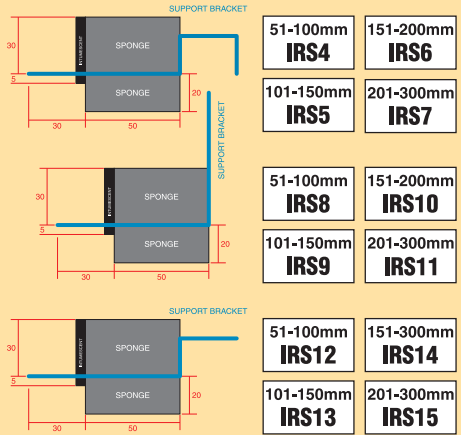 SUPPORT BRACKET
30
5
INTUMESCENT
SPONGE
SPONGE
20
30
50
51-100mm
IRS4
151-200mm
IRS6
101-150mm
IRS5
201-300mm
IRS7
SUPPORT BRACKET
30
5
INTUMESCENT
SPONGE
SPONGE
20
30
50
51-100mm
IRS8
151-200mm
IRS10
101-150mm
IRS9
201-300mm
IRS11
SUPPORT BRACKET
30
5
INTUMESCENT
SPONGE
SPONGE
20
30
50
51-100mm
IRS12
151-300mm
IRS14
101-150mm
IRS13
201-300mm
IRS15